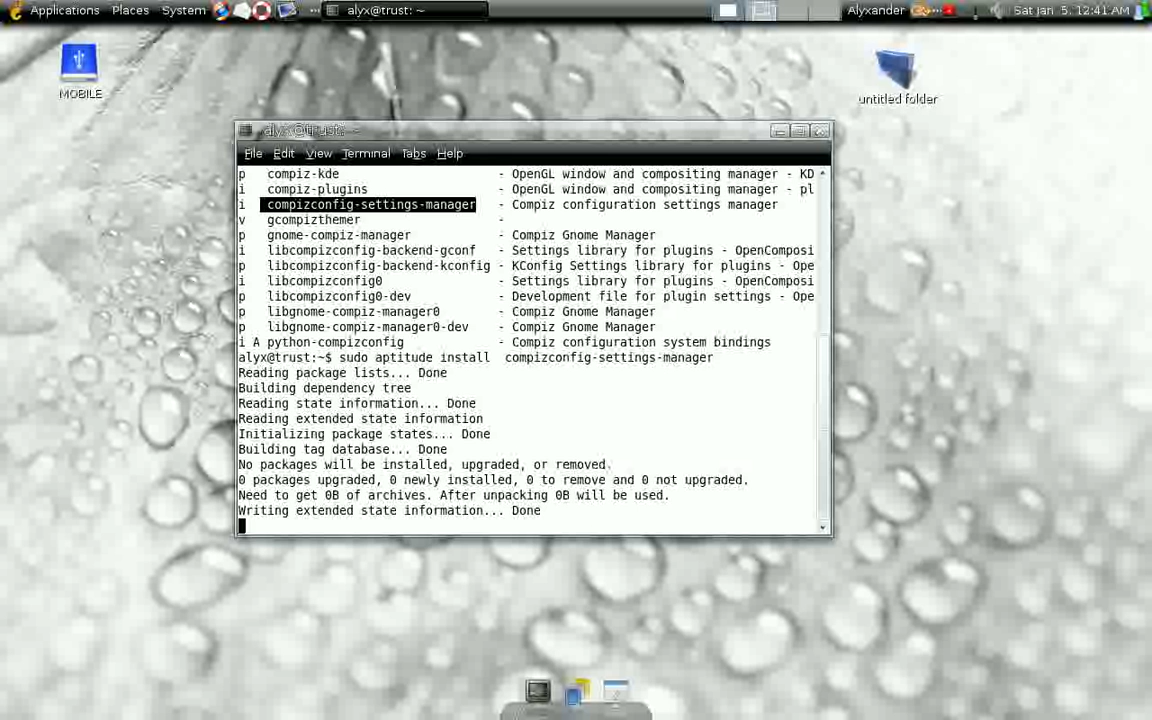 Applications Places System alyx@trust: ~ Alyxander Sat Jan 5, 12:41 AM
MOBILE
untitled folder
alyx@trust: ~
File Edit View Terminal Tabs Help
p compiz-kde - OpenGL window and compositing manager - KD
i compiz-plugins - OpenGL window and compositing manager - pl
i compizconfig-settings-manager - Compiz configuration settings manager
v gcompizthemer -
p gnome-compiz-manager - Compiz Gnome Manager
i libcompizconfig-backend-gconf - Settings library for plugins - OpenComposi
p libcompizconfig-backend-kconfig - KConfig Settings library for plugins - Ope
i libcompizconfig0 - Settings library for plugins - OpenComposi
p libcompizconfig0-dev - Development file for plugin settings - Ope
p libgnome-compiz-manager0 - Compiz Gnome Manager
p libgnome-compiz-manager0-dev - Compiz Gnome Manager
i A python-compizconfig - Compiz configuration system bindings
alyx@trust:~$ sudo aptitude install compizconfig-settings-manager
Reading package lists... Done
Building dependency tree
Reading state information... Done
Reading extended state information
Initializing package states... Done
Building tag database... Done
No packages will be installed, upgraded, or removed.
0 packages upgraded, 0 newly installed, 0 to remove and 0 not upgraded.
Need to get 0B of archives. After unpacking 0B will be used.
Writing extended state information... Done